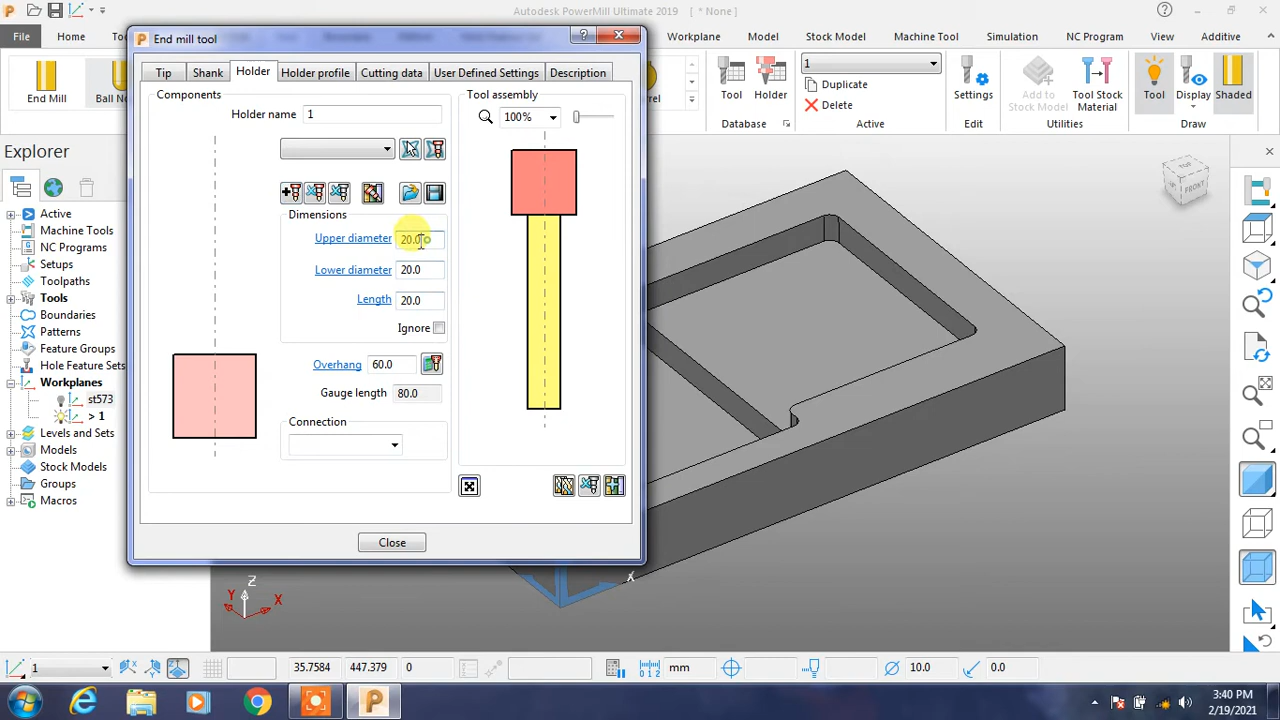 Autodesk PowerMill Ultimate 2019 - [* None]
File
Home
Workplane
Model
Stock Model
Machine Tool
Simulation
NC Program
View
Additive
End Mill
Ball No
rrel
Tool
Holder
Database
1
Duplicate
Delete
Active
Settings
Edit
Add to
Stock Model
Tool Stock
Material
Utilities
Tool
Display
Shaded
Draw
Explorer
Active
Machine Tools
NC Programs
Setups
Toolpaths
Tools
Boundaries
Patterns
Feature Groups
Hole Feature Sets
Workplanes
st573
> 1
Levels and Sets
Models
Stock Models
Groups
Macros
End mill tool
Tip
Shank
Holder
Holder profile
Cutting data
User Defined Settings
Description
Components
Holder name
1
Dimensions
Upper diameter
20.0
Lower diameter
20.0
Length
20.0
Ignore
Overhang
60.0
Gauge length
80.0
Connection
Tool assembly
100%
Close
TOP
FRONT
X
Z
Y
X
1
35.7584
447.379
0
mm
10.0
0.0
3:40 PM
2/19/2021